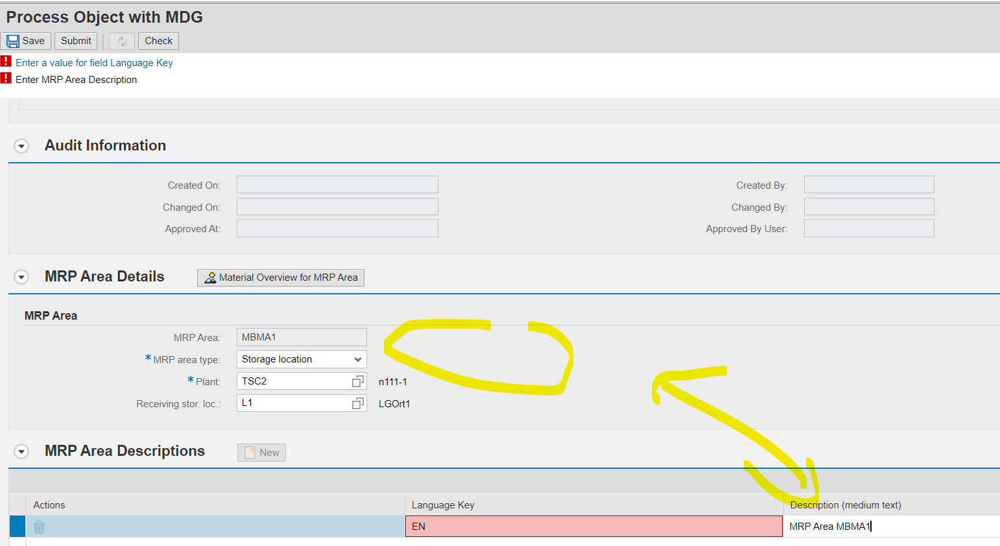 Process Object with MDG
Save Submit Check
Enter a value for field Language Key
Enter MRP Area Description
Audit Information
Created On: Created By:
Changed On: Changed By:
Approved At: Approved By User:
MRP Area Details Material Overview for MRP Area
MRP Area
MRP Area: MBMA1
* MRP area type: Storage location
* Plant: TSC2 n111-1
Receiving stor. loc.: L1 LGOrt1
MRP Area Descriptions New
Actions Language Key Description (medium text)
EN MRP Area MBMA1